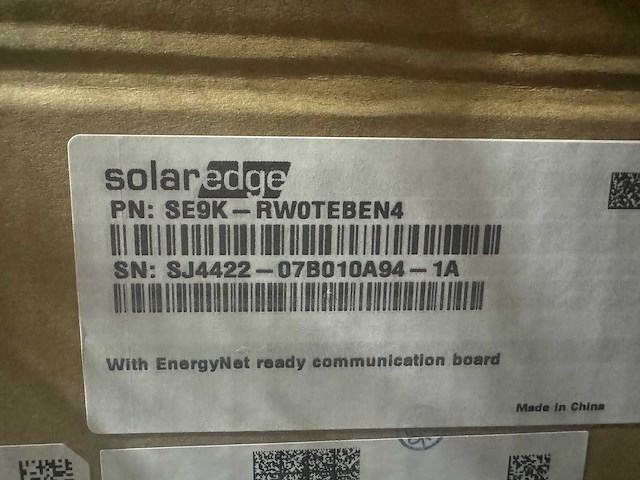 solaredge
PN: SE9K-RW0TEBEN4
SN: SJ4422-07B010A94-1A
With EnergyNet ready communication board
Made in China